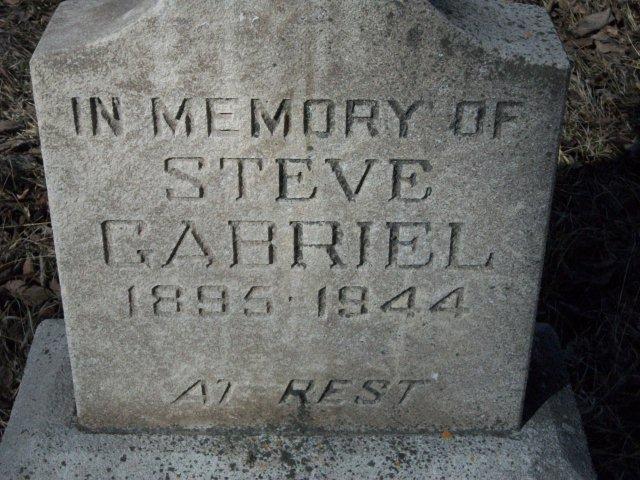 IN MEMORY OF
STEVE
GABRIEL
1895-1944
AT REST